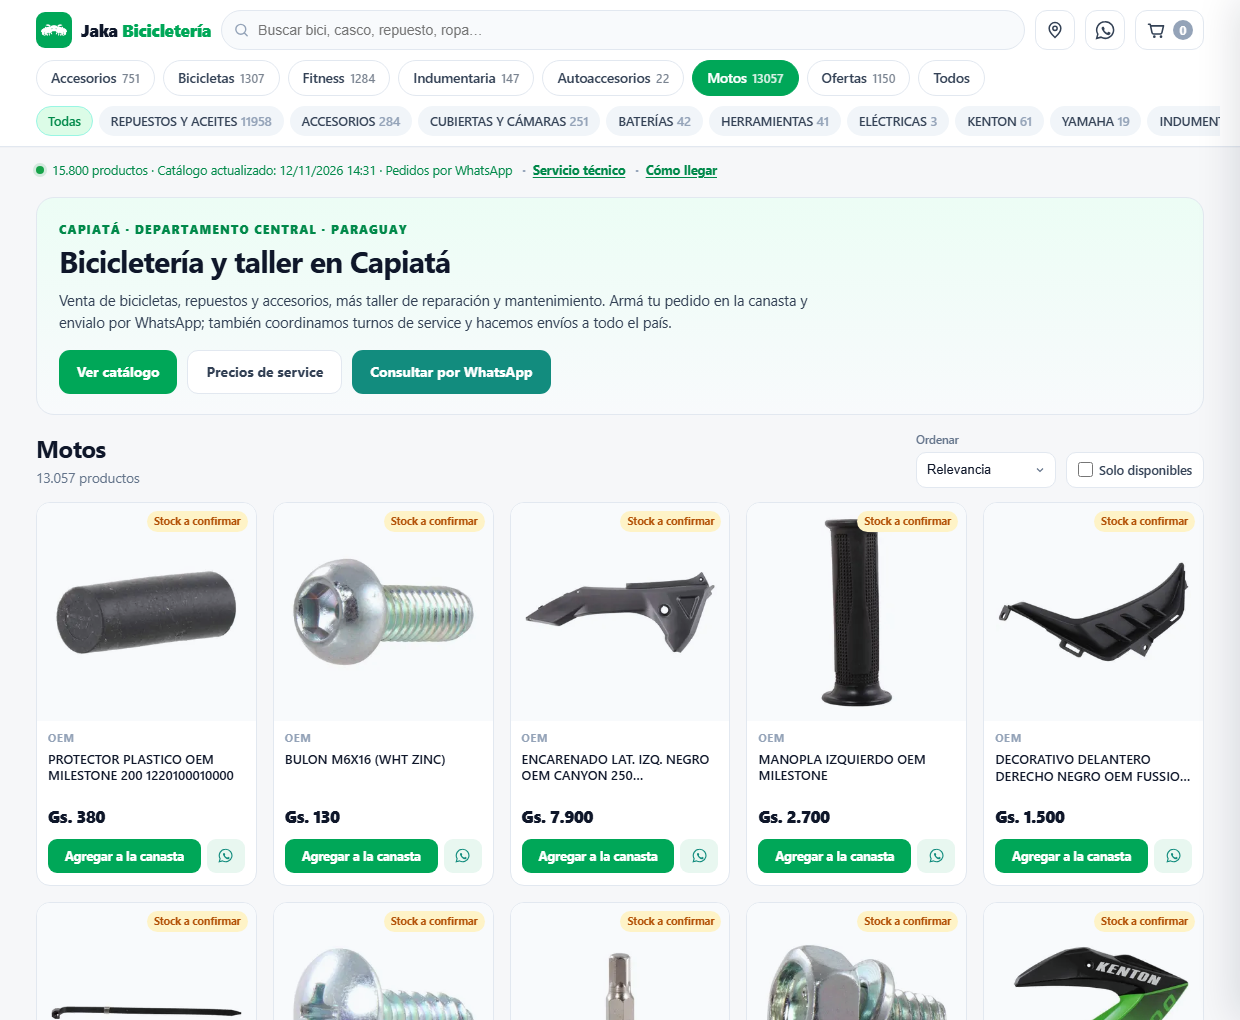 Jaka Bicicletería
Buscar bici, casco, repuesto, ropa...
0
Accesorios 751
Bicicletas 1307
Fitness 1284
Indumentaria 147
Autoaccesorios 22
Motos 13057
Ofertas 1150
Todos
Todas
REPUESTOS Y ACEITES 11958
ACCESORIOS 284
CUBIERTAS Y CÁMARAS 251
BATERÍAS 42
HERRAMIENTAS 41
ELÉCTRICAS 3
KENTON 61
YAMAHA 19
INDUMENT
15.800 productos · Catálogo actualizado: 12/11/2026 14:31 · Pedidos por WhatsApp - Servicio técnico - Cómo llegar
CAPIATÁ · DEPARTAMENTO CENTRAL · PARAGUAY
Bicicletería y taller en Capiatá
Venta de bicicletas, repuestos y accesorios, más taller de reparación y mantenimiento. Armá tu pedido en la canasta y
envialo por WhatsApp; también coordinamos turnos de service y hacemos envíos a todo el país.
Ver catálogo
Precios de service
Consultar por WhatsApp
Motos
13.057 productos
Ordenar
Relevancia
Solo disponibles
Stock a confirmar
OEM
PROTECTOR PLASTICO OEM
MILESTONE 200 1220100010000
Gs. 380
Agregar a la canasta
Stock a confirmar
OEM
BULON M6X16 (WHT ZINC)
Gs. 130
Agregar a la canasta
Stock a confirmar
OEM
ENCARENADO LAT. IZQ. NEGRO
OEM CANYON 250...
Gs. 7.900
Agregar a la canasta
Stock a confirmar
OEM
MANOPLA IZQUIERDO OEM
MILESTONE
Gs. 2.700
Agregar a la canasta
Stock a confirmar
OEM
DECORATIVO DELANTERO
DERECHO NEGRO OEM FUSSIO...
Gs. 1.500
Agregar a la canasta
Stock a confirmar
Stock a confirmar
Stock a confirmar
Stock a confirmar
Stock a confirmar
KENTON